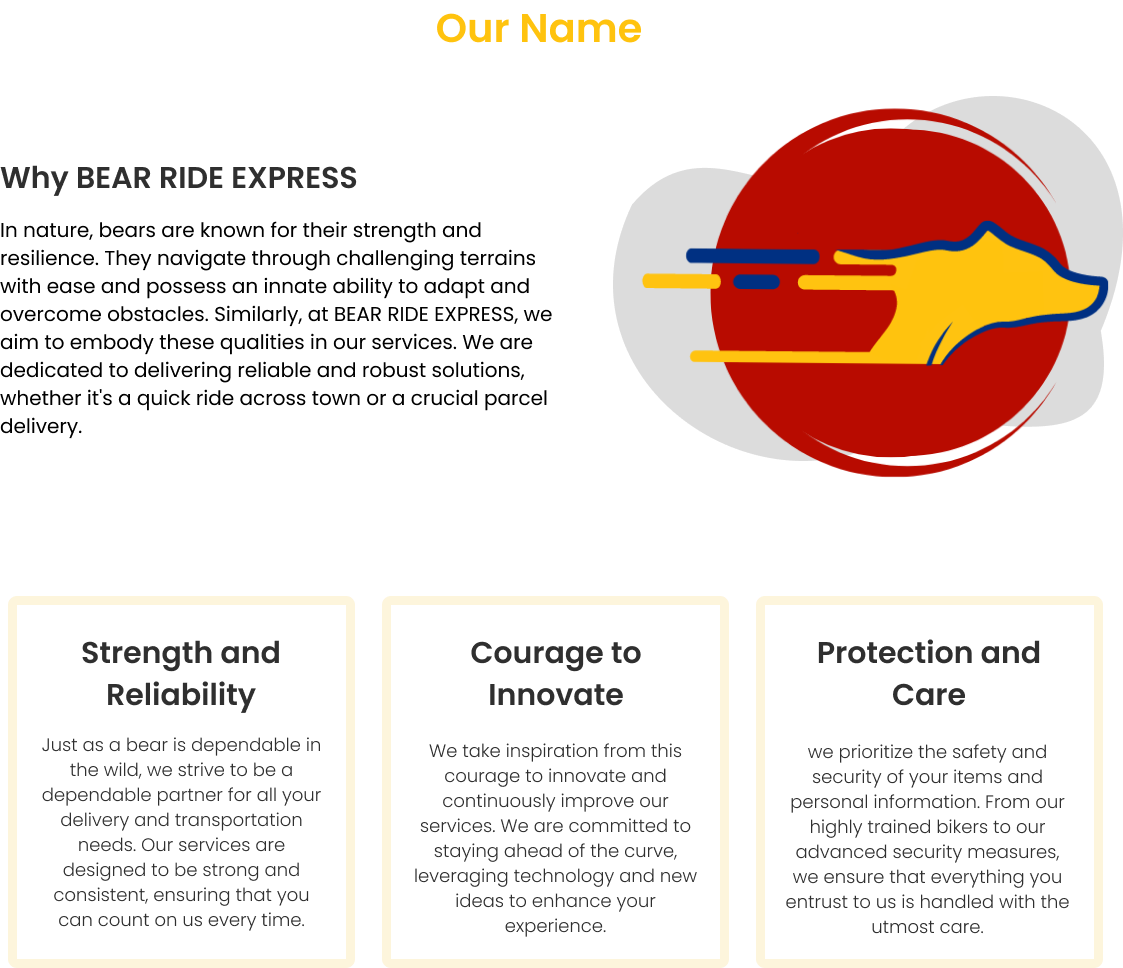 Our Name
Why BEAR RIDE EXPRESS
In nature, bears are known for their strength and
resilience. They navigate through challenging terrains
with ease and possess an innate ability to adapt and
overcome obstacles. Similarly, at BEAR RIDE EXPRESS, we
aim to embody these qualities in our services. We are
dedicated to delivering reliable and robust solutions,
whether it's a quick ride across town or a crucial parcel
delivery.
Strength and
Reliability
Just as a bear is dependable in
the wild, we strive to be a
dependable partner for all your
delivery and transportation
needs. Our services are
designed to be strong and
consistent, ensuring that you
can count on us every time.
Courage to
Innovate
We take inspiration from this
courage to innovate and
continuously improve our
services. We are committed to
staying ahead of the curve,
leveraging technology and new
ideas to enhance your
experience.
Protection and
Care
we prioritize the safety and
security of your items and
personal information. From our
highly trained bikers to our
advanced security measures,
we ensure that everything you
entrust to us is handled with the
utmost care.